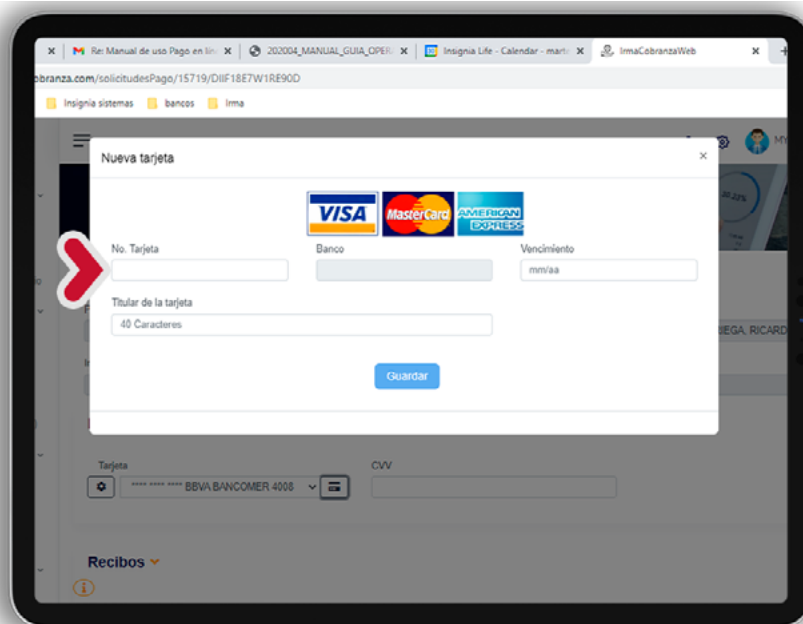 Re: Manual de uso Pago en lín
202004_MANUAL_GUIA_OPER
Insignia Life - Calendar - mart
IrmaCobranzaWeb
obranza.com/solicitudesPago/15719/DIIF18E7W1RE90D
Insignia sistemas
bancos
Irma
MY
Nueva tarjeta
VISA
MasterCard
AMERICAN EXPRESS
No. Tarjeta
Banco
Vencimiento
mm/aa
Titular de la tarjeta
40 Caracteres
IEGA, RICARD
Guardar
Tarjeta
CVV
**** **** **** BBVA BANCOMER 4008
Recibos